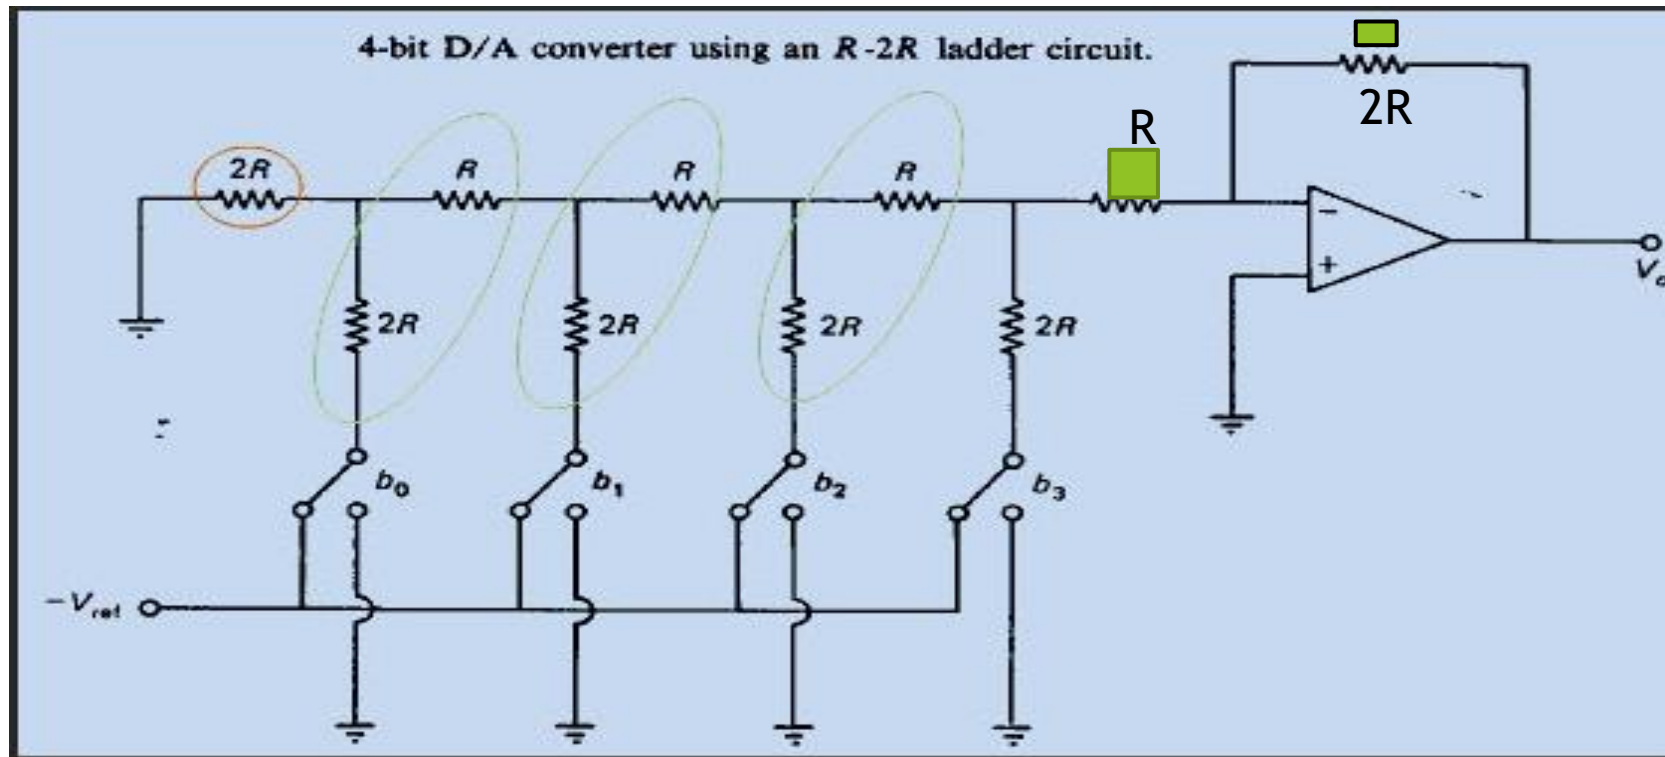 4-bit D/A converter using an R-2R ladder circuit.
2R
R
2R
R
R
R
2R
2R
2R
2R
b0
b1
b2
b3
−
+
−Vref